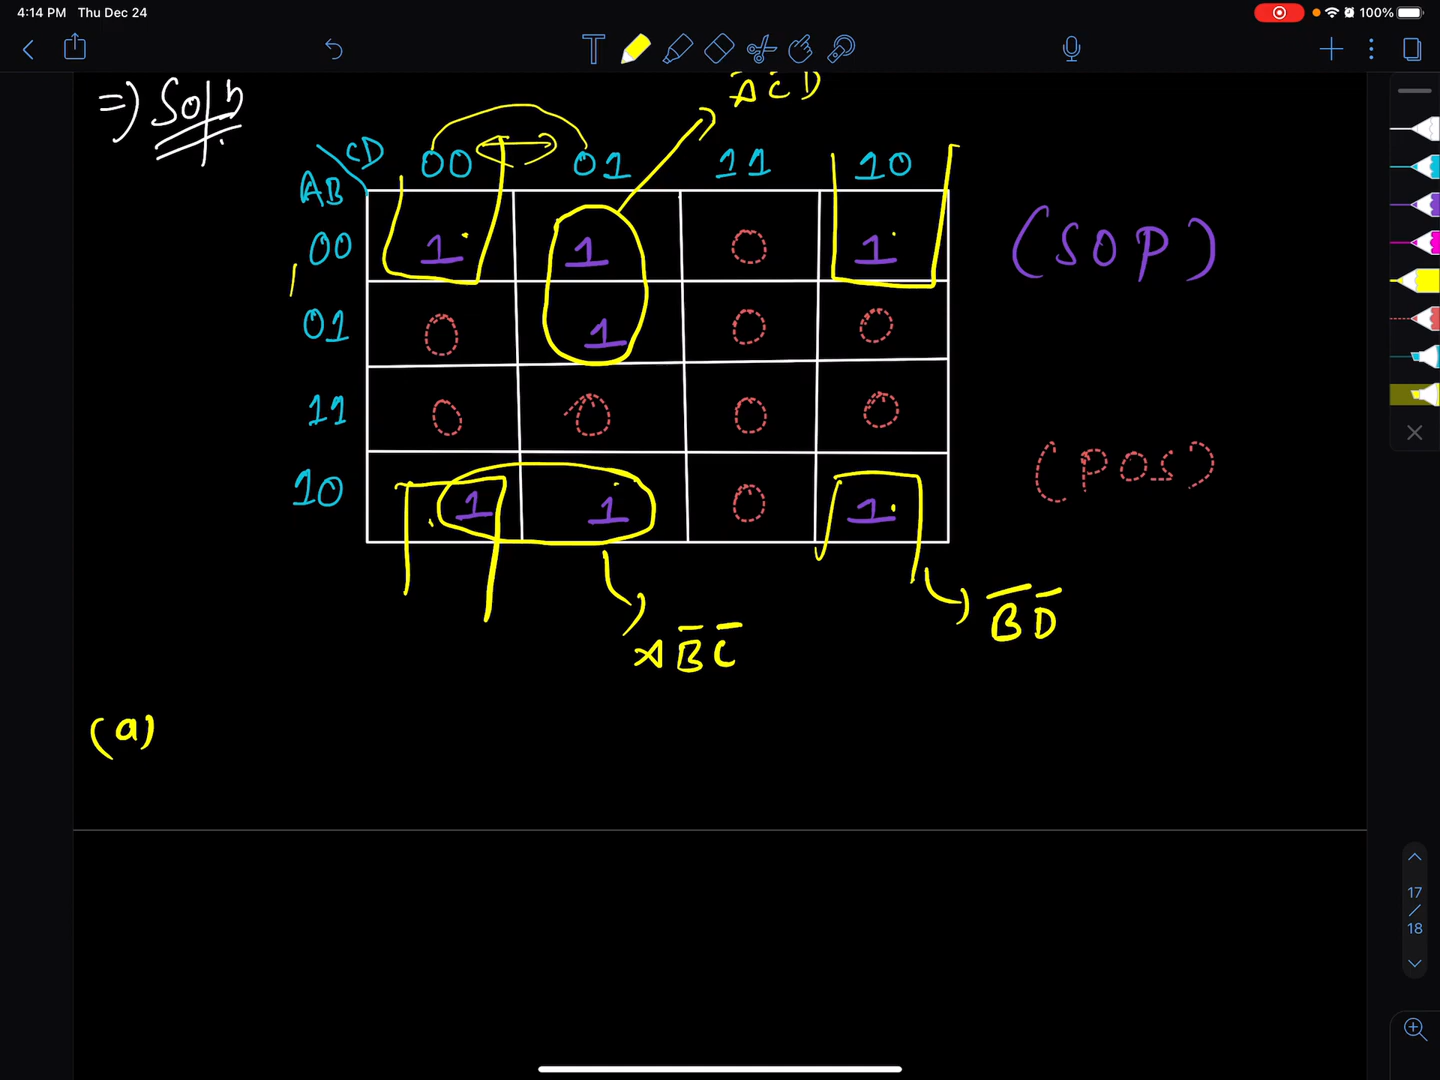 4:14 PM Thu Dec 24
100%
=) Solⁿ
A̅ C̅ D
CD
00 01 11 10
AB
00 1 1 0 1
(SOP)
01 0 1 0 0
11 0 0 0 0
(POS)
10 1 1 0 1
B̅ D̅
A B̅ C̅
(a)
17
/
18